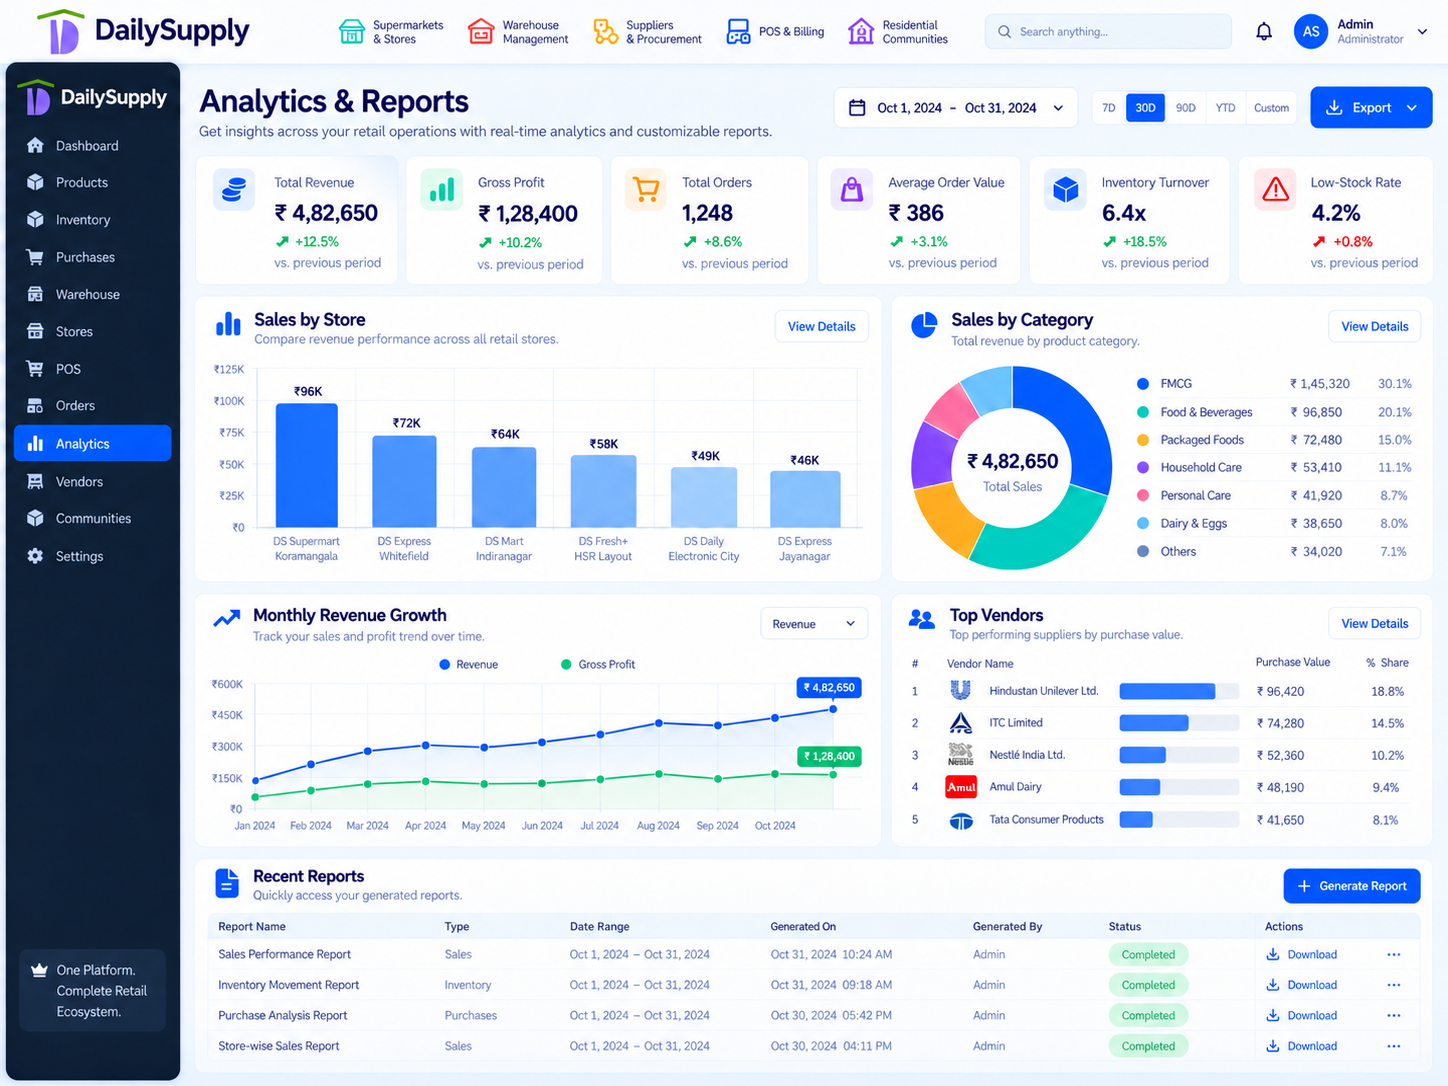 DailySupply
Supermarkets
& Stores
Warehouse
Management
Suppliers
& Procurement
POS & Billing
Residential
Communities
Search anything...
AS
Admin
Administrator
DailySupply
Dashboard
Products
Inventory
Purchases
Warehouse
Stores
POS
Orders
Analytics
Vendors
Communities
Settings
One Platform.
Complete Retail
Ecosystem.
Analytics & Reports
Get insights across your retail operations with real-time analytics and customizable reports.
Oct 1, 2024 – Oct 31, 2024
7D 30D 90D YTD Custom
Export
Total Revenue
₹ 4,82,650
+12.5%
vs. previous period
Gross Profit
₹ 1,28,400
+10.2%
vs. previous period
Total Orders
1,248
+8.6%
vs. previous period
Average Order Value
₹ 386
+3.1%
vs. previous period
Inventory Turnover
6.4x
+18.5%
vs. previous period
Low-Stock Rate
4.2%
+0.8%
vs. previous period
Sales by Store
Compare revenue performance across all retail stores.
View Details
₹125K
₹100K
₹75K
₹50K
₹25K
₹0
₹96K
₹72K
₹64K
₹58K
₹49K
₹46K
DS Supermart
Koramangala
DS Express
Whitefield
DS Mart
Indiranagar
DS Fresh+
HSR Layout
DS Daily
Electronic City
DS Express
Jayanagar
Sales by Category
Total revenue by product category.
View Details
₹ 4,82,650
Total Sales
FMCG ₹ 1,45,320 30.1%
Food & Beverages ₹ 96,850 20.1%
Packaged Foods ₹ 72,480 15.0%
Household Care ₹ 53,410 11.1%
Personal Care ₹ 41,920 8.7%
Dairy & Eggs ₹ 38,650 8.0%
Others ₹ 34,020 7.1%
Monthly Revenue Growth
Track your sales and profit trend over time.
Revenue
Revenue Gross Profit
₹600K
₹450K
₹300K
₹150K
₹0
₹ 4,82,650
₹ 1,28,400
Jan 2024 Feb 2024 Mar 2024 Apr 2024 May 2024 Jun 2024 Jul 2024 Aug 2024 Sep 2024 Oct 2024
Top Vendors
Top performing suppliers by purchase value.
View Details
# Vendor Name Purchase Value % Share
1 Hindustan Unilever Ltd. ₹ 96,420 18.8%
2 ITC Limited ₹ 74,280 14.5%
3 Nestlé Nestlé India Ltd. ₹ 52,360 10.2%
4 Amul Amul Dairy ₹ 48,190 9.4%
5 Tata Consumer Products ₹ 41,650 8.1%
Recent Reports
Quickly access your generated reports.
Generate Report
Report Name Type Date Range Generated On Generated By Status Actions
Sales Performance Report Sales Oct 1, 2024 – Oct 31, 2024 Oct 31, 2024 10:24 AM Admin Completed Download
Inventory Movement Report Inventory Oct 1, 2024 – Oct 31, 2024 Oct 31, 2024 09:18 AM Admin Completed Download
Purchase Analysis Report Purchases Oct 1, 2024 – Oct 31, 2024 Oct 30, 2024 05:42 PM Admin Completed Download
Store-wise Sales Report Sales Oct 1, 2024 – Oct 31, 2024 Oct 30, 2024 04:11 PM Admin Completed Download